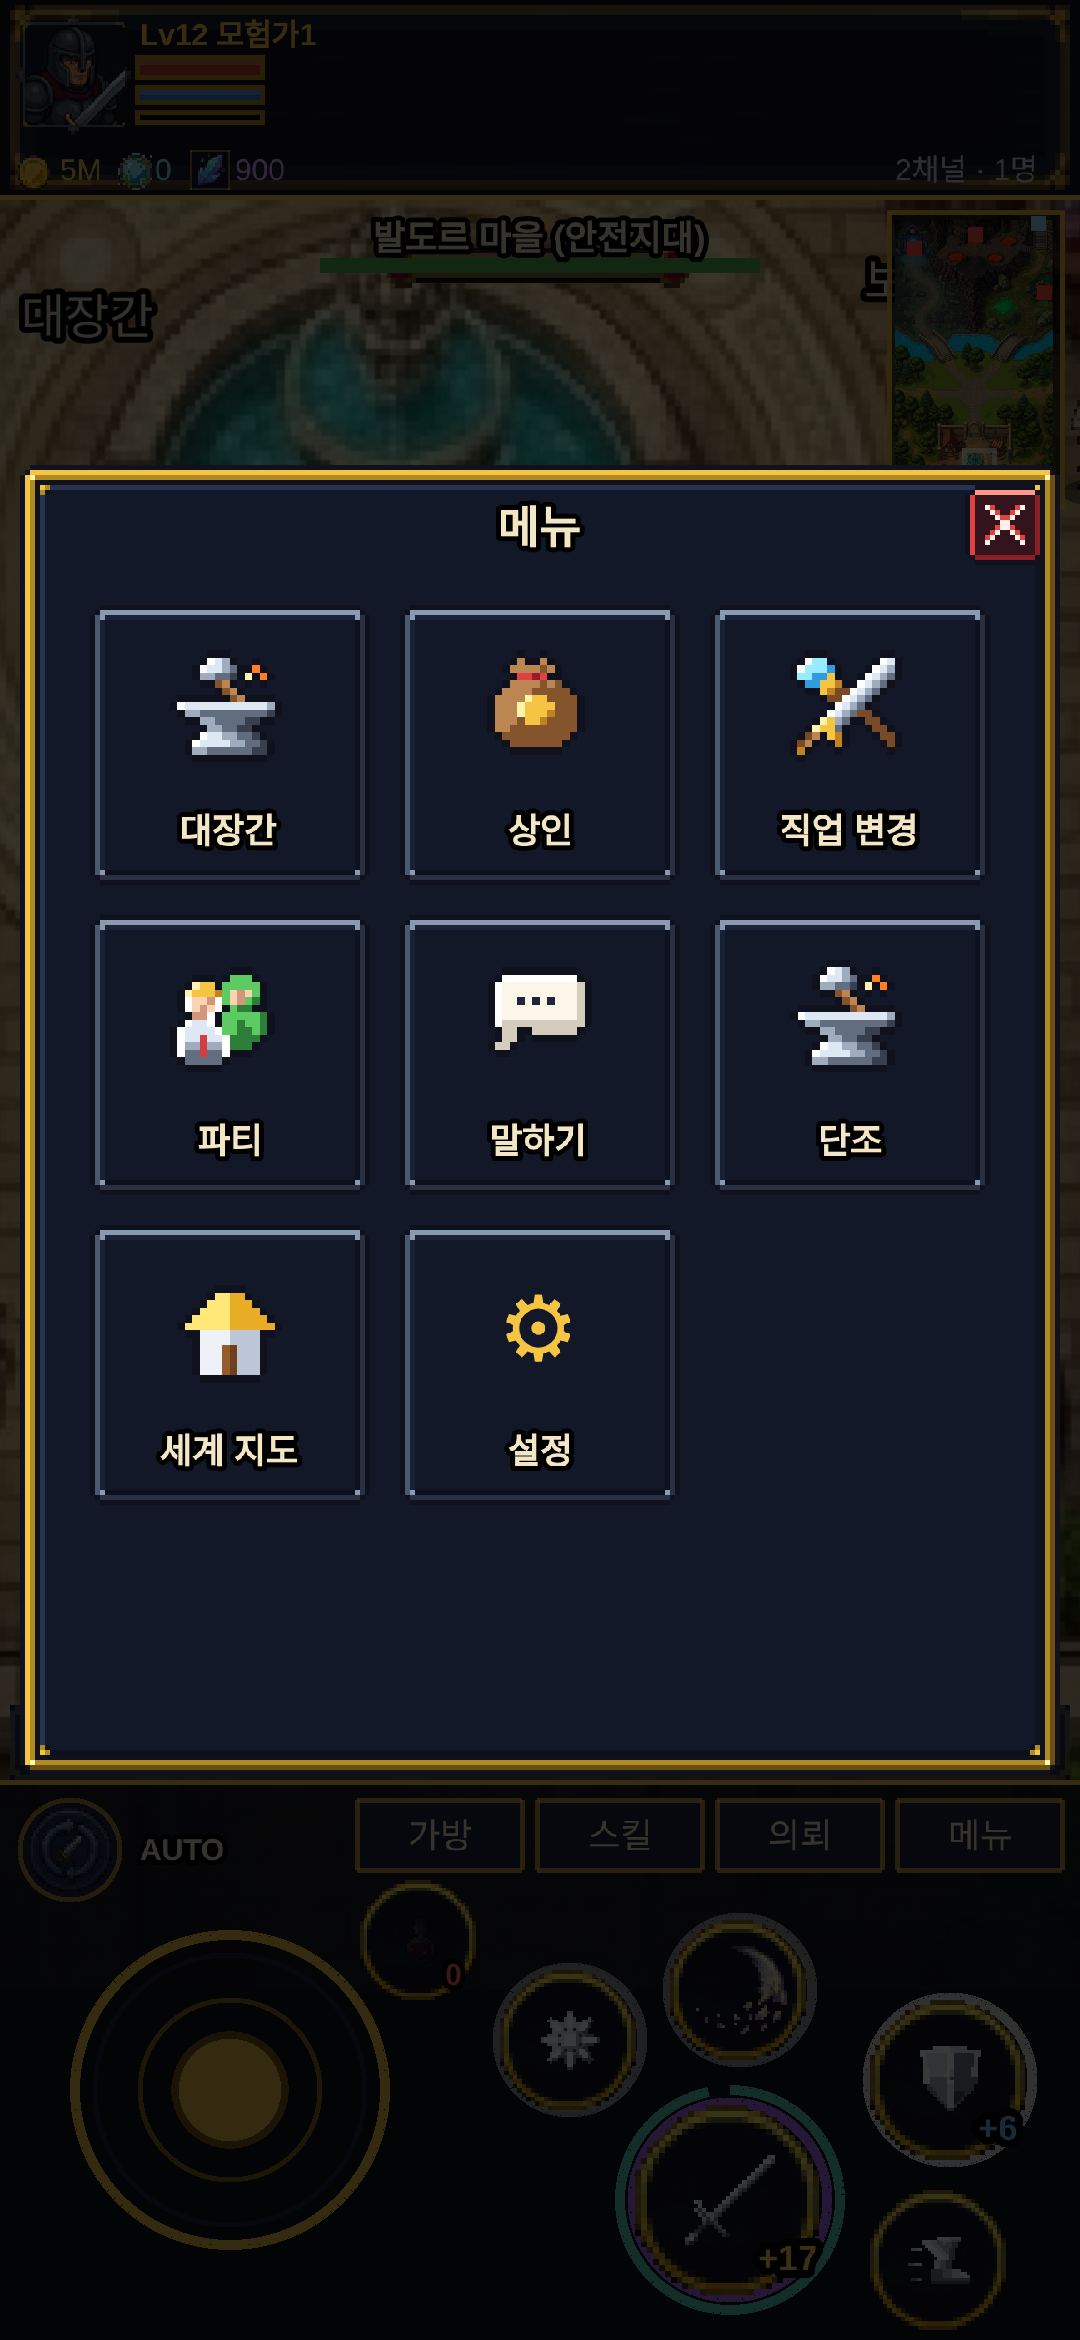 Lv12 모험가1
5M 0 900 2채널 · 1명
발도르 마을 (안전지대)
대장간
메뉴
대장간 상인 직업 변경
파티 말하기 단조
세계 지도 설정
AUTO 가방 스킬 의뢰 메뉴
0
+6
+17